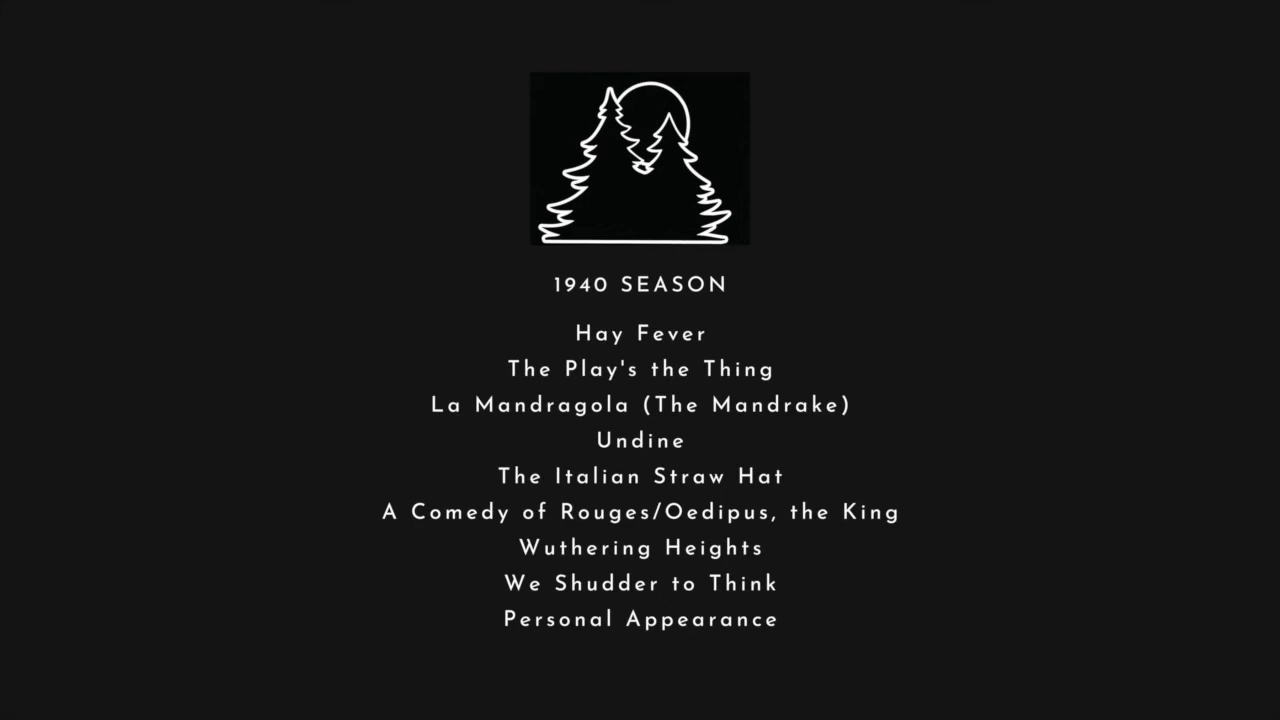 1940 SEASON
Hay Fever
The Play's the Thing
La Mandragola (The Mandrake)
Undine
The Italian Straw Hat
A Comedy of Rouges/Oedipus, the King
Wuthering Heights
We Shudder to Think
Personal Appearance